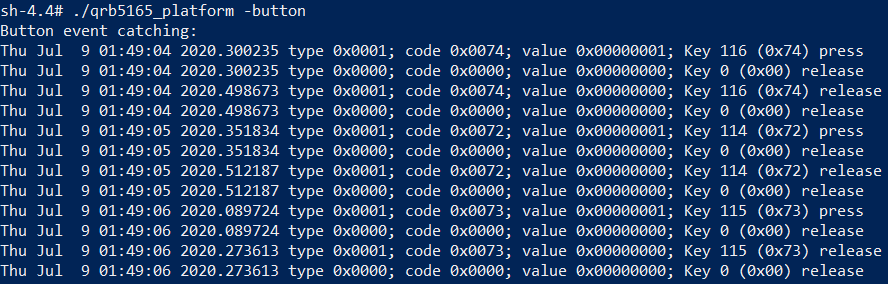 sh-4.4# ./qrb5165_platform -button
Button event catching:
Thu Jul  9 01:49:04 2020.300235 type 0x0001; code 0x0074; value 0x00000001; Key 116 (0x74) press
Thu Jul  9 01:49:04 2020.300235 type 0x0000; code 0x0000; value 0x00000000; Key 0 (0x00) release
Thu Jul  9 01:49:04 2020.498673 type 0x0001; code 0x0074; value 0x00000000; Key 116 (0x74) release
Thu Jul  9 01:49:04 2020.498673 type 0x0000; code 0x0000; value 0x00000000; Key 0 (0x00) release
Thu Jul  9 01:49:05 2020.351834 type 0x0001; code 0x0072; value 0x00000001; Key 114 (0x72) press
Thu Jul  9 01:49:05 2020.351834 type 0x0000; code 0x0000; value 0x00000000; Key 0 (0x00) release
Thu Jul  9 01:49:05 2020.512187 type 0x0001; code 0x0072; value 0x00000000; Key 114 (0x72) release
Thu Jul  9 01:49:05 2020.512187 type 0x0000; code 0x0000; value 0x00000000; Key 0 (0x00) release
Thu Jul  9 01:49:06 2020.089724 type 0x0001; code 0x0073; value 0x00000001; Key 115 (0x73) press
Thu Jul  9 01:49:06 2020.089724 type 0x0000; code 0x0000; value 0x00000000; Key 0 (0x00) release
Thu Jul  9 01:49:06 2020.273613 type 0x0001; code 0x0073; value 0x00000000; Key 115 (0x73) release
Thu Jul  9 01:49:06 2020.273613 type 0x0000; code 0x0000; value 0x00000000; Key 0 (0x00) release